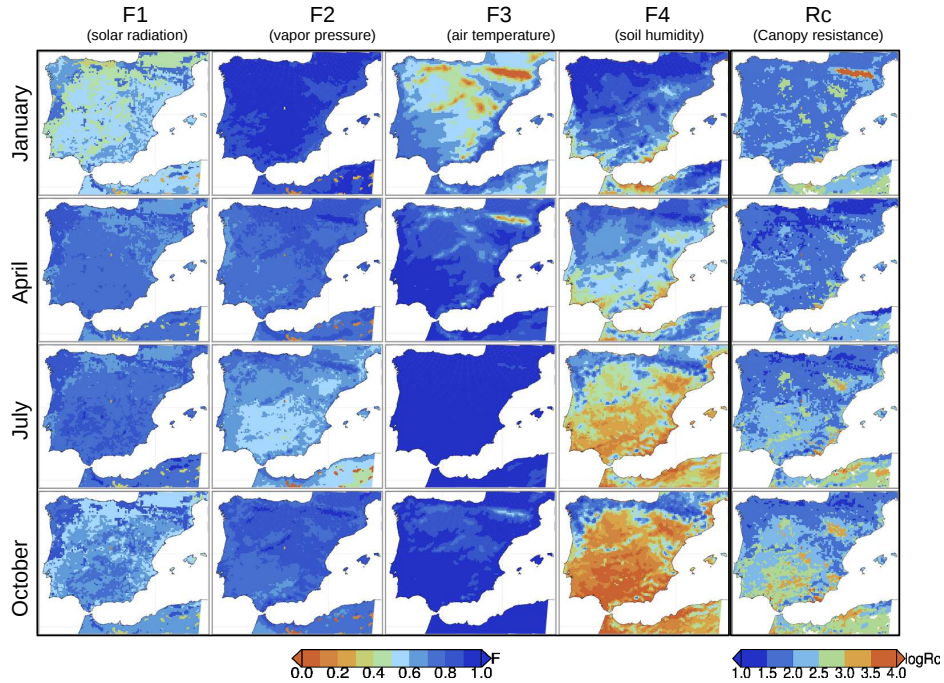 F1 F2 F3 F4 Rc
(solar radiation) (vapor pressure) (air temperature) (soil humidity) (Canopy resistance)
January
April
July
October
F logRc
0.0 0.2 0.4 0.6 0.8 1.0 1.0 1.5 2.0 2.5 3.0 3.5 4.0